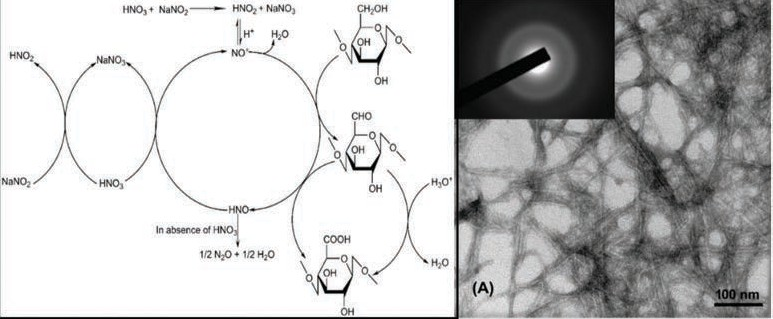 HNO₃ + NaNO₂ HNO₂ + NaNO₃
H⁺
H₂O
NO⁺
CH₂OH
O
OH
O
O
OH
HNO₂
NaNO₃
CHO
O
OH
O
O
OH
NaNO₂
HNO₃
H₃O⁺
HNO
In absence of HNO₃
1/2 N₂O + 1/2 H₂O
COOH
O
OH
O
O
OH
H₂O
(A)
100 nm